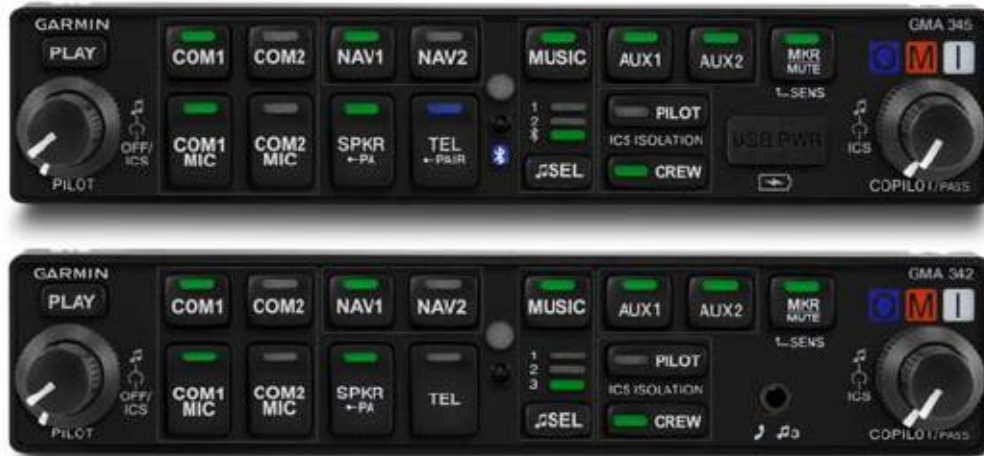 GARMIN GMA 345
PLAY COM1 COM2 NAV1 NAV2 MUSIC AUX1 AUX2 MKR MUTE O M I
SENS
OFF/ICS COM1 MIC COM2 MIC SPKR PA TEL PAIR 1 2 PILOT USB PWR ICS
ICS ISOLATION
SEL CREW
PILOT COPILOT/PASS
GARMIN GMA 342
PLAY COM1 COM2 NAV1 NAV2 MUSIC AUX1 AUX2 MKR MUTE O M I
SENS
OFF/ICS COM1 MIC COM2 MIC SPKR PA TEL 1 2 3 PILOT ICS
ICS ISOLATION
SEL CREW
PILOT 3 COPILOT/PASS